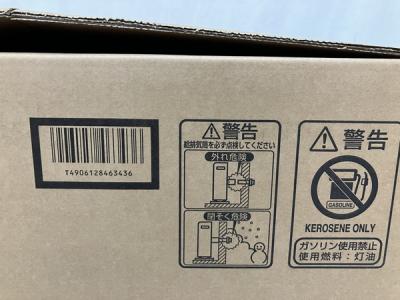 T4906128463436
警告
給排気筒を必ず点検してください
外れ危険
閉そく危険
警告
GASOLINE
KEROSENE ONLY
ガソリン使用禁止
使用燃料：灯油